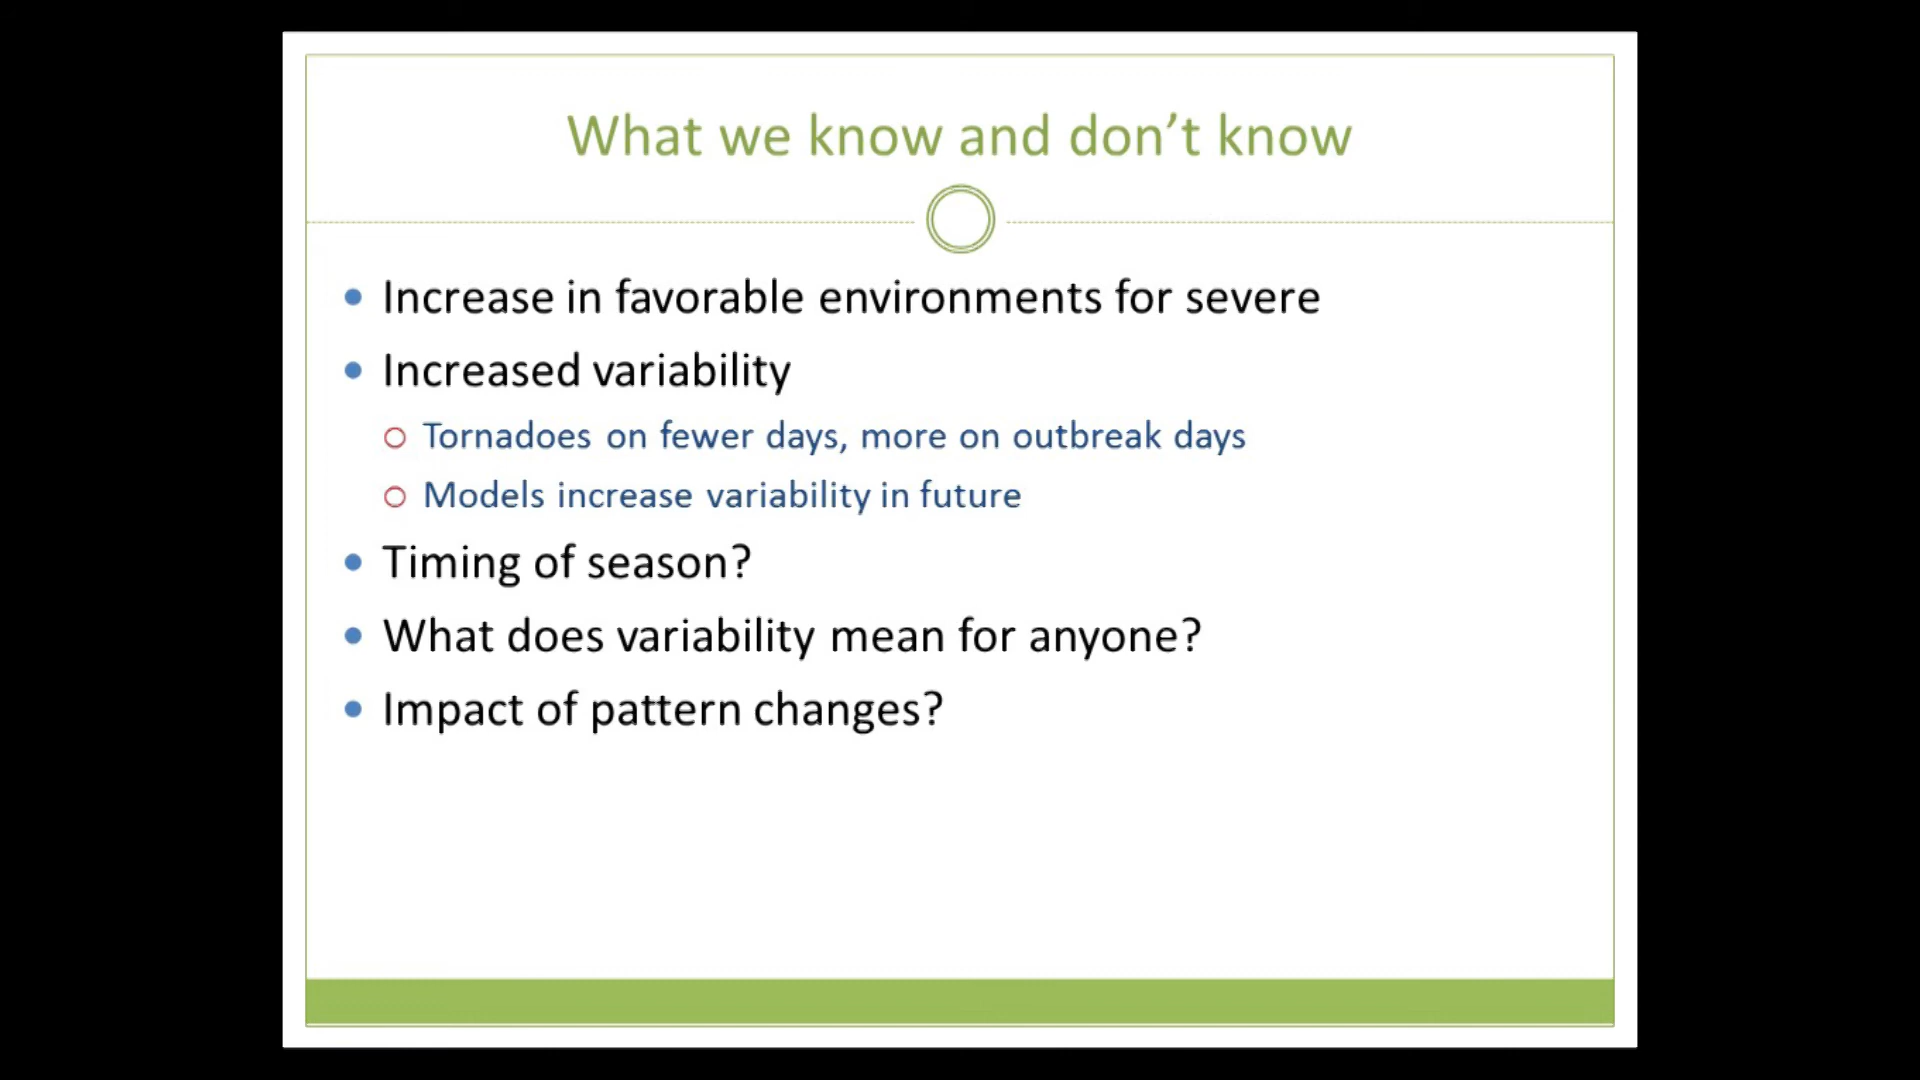 What we know and don’t know
Increase in favorable environments for severe
Increased variability
Tornadoes on fewer days, more on outbreak days
Models increase variability in future
Timing of season?
What does variability mean for anyone?
Impact of pattern changes?